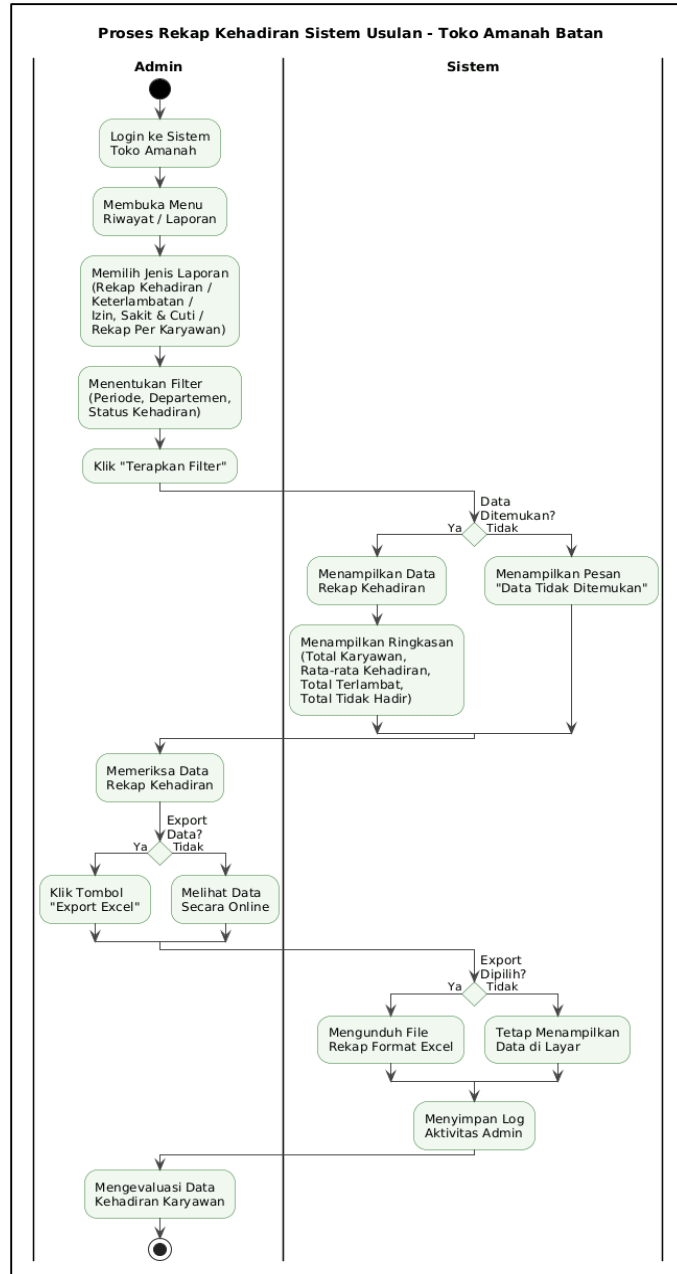 Proses Rekap Kehadiran Sistem Usulan - Toko Amanah Batan
Admin
Sistem
Login ke Sistem
Toko Amanah
Membuka Menu
Riwayat / Laporan
Memilih Jenis Laporan
(Rekap Kehadiran /
Keterlambatan /
Izin, Sakit & Cuti /
Rekap Per Karyawan)
Menentukan Filter
(Periode, Departemen,
Status Kehadiran)
Klik "Terapkan Filter"
Data
Ditemukan?
Ya
Tidak
Menampilkan Data
Rekap Kehadiran
Menampilkan Pesan
"Data Tidak Ditemukan"
Menampilkan Ringkasan
(Total Karyawan,
Rata-rata Kehadiran,
Total Terlambat,
Total Tidak Hadir)
Memeriksa Data
Rekap Kehadiran
Export
Data?
Ya
Tidak
Klik Tombol
"Export Excel"
Melihat Data
Secara Online
Export
Dipilih?
Ya
Tidak
Mengunduh File
Rekap Format Excel
Tetap Menampilkan
Data di Layar
Menyimpan Log
Aktivitas Admin
Mengevaluasi Data
Kehadiran Karyawan